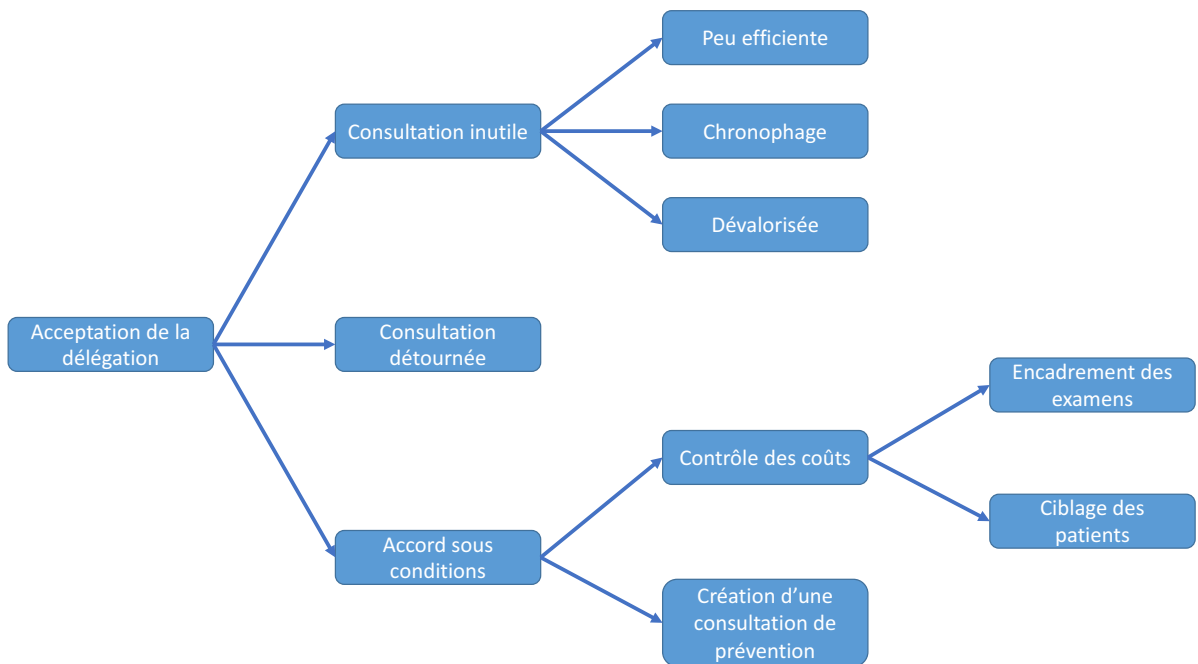 Peu efficiente
Consultation inutile
Chronophage
Dévalorisée
Acceptation de la
délégation
Consultation
détournée
Encadrement des
examens
Contrôle des coûts
Ciblage des
patients
Accord sous
conditions
Création d’une
consultation de
prévention